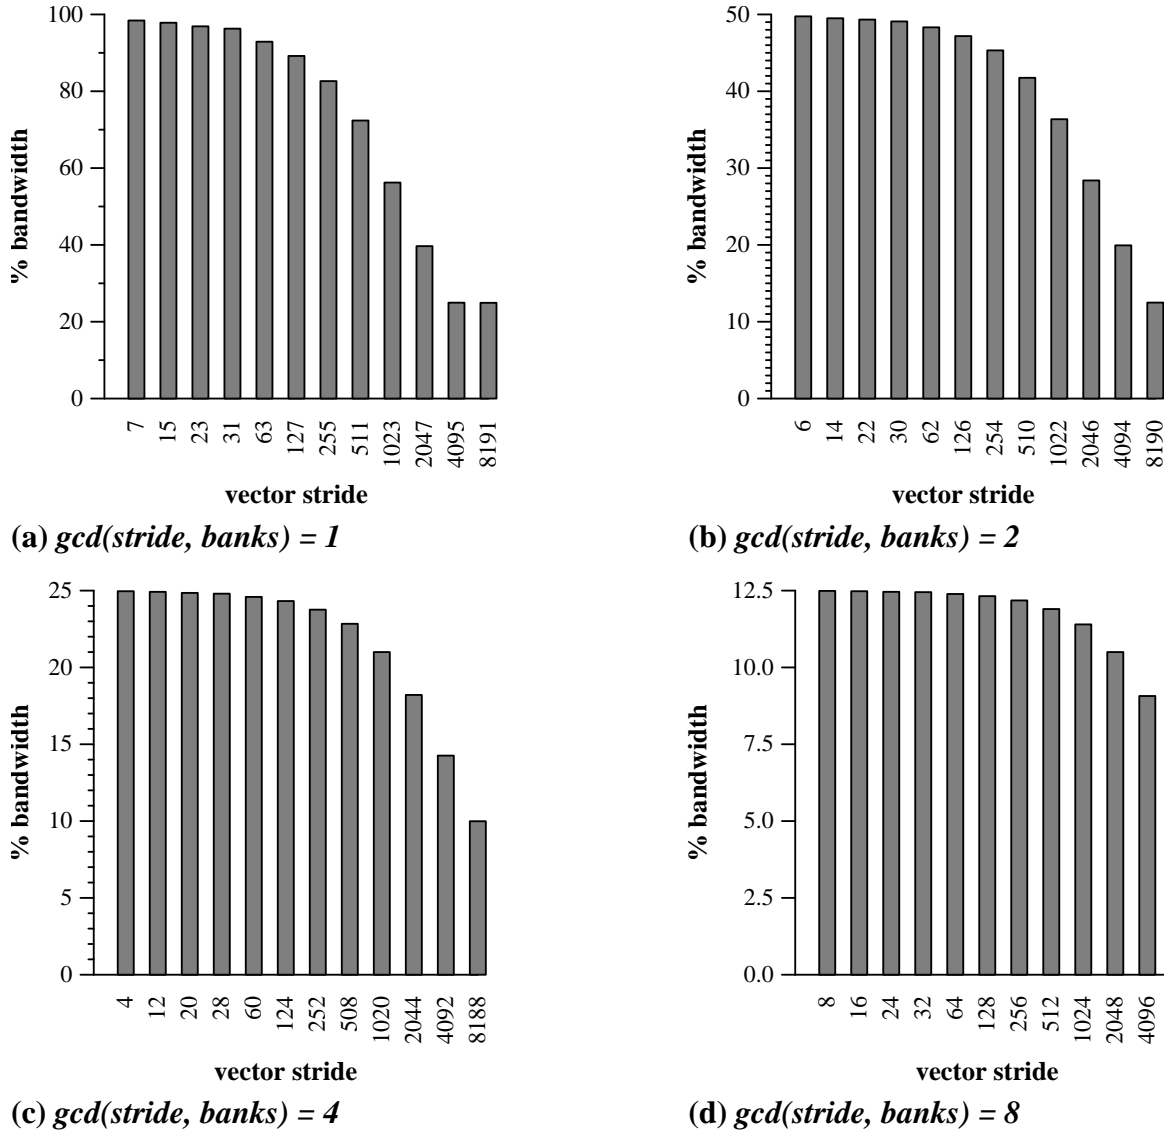 100
80
60
40
20
0
% bandwidth
7 15 23 31 63 127 255 511 1023 2047 4095 8191
vector stride
(a) gcd(stride, banks) = 1
50
40
30
20
10
0
% bandwidth
6 14 22 30 62 126 254 510 1022 2046 4094 8190
vector stride
(b) gcd(stride, banks) = 2
25
20
15
10
5
0
% bandwidth
4 12 20 28 60 124 252 508 1020 2044 4092 8188
vector stride
(c) gcd(stride, banks) = 4
12.5
10.0
7.5
5.0
2.5
0.0
% bandwidth
8 16 24 32 64 128 256 512 1024 2048 4096
vector stride
(d) gcd(stride, banks) = 8